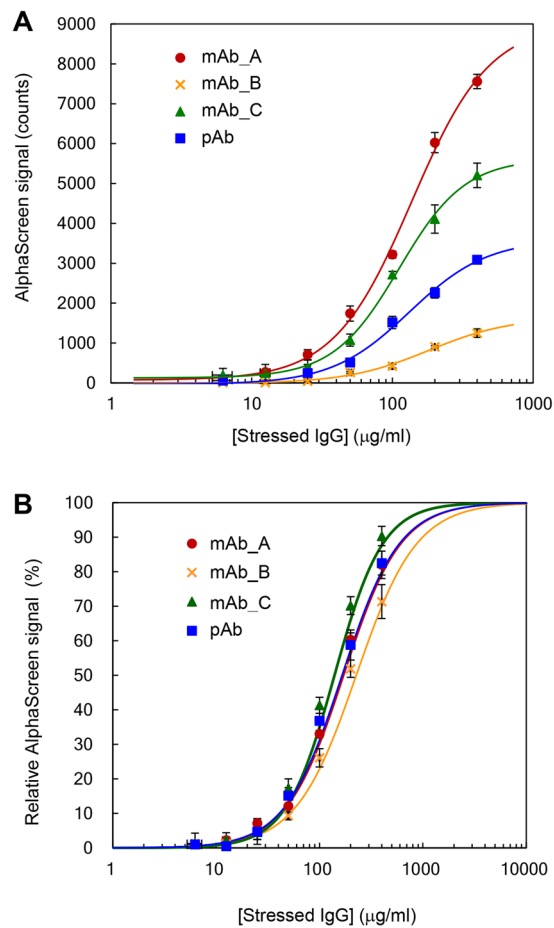 A
AlphaScreen signal (counts)
9000
8000
7000
6000
5000
4000
3000
2000
1000
0
mAb_A
mAb_B
mAb_C
pAb
1 10 100 1000
[Stressed IgG] (μg/ml)
B
Relative AlphaScreen signal (%)
100
90
80
70
60
50
40
30
20
10
0
mAb_A
mAb_B
mAb_C
pAb
1 10 100 1000 10000
[Stressed IgG] (μg/ml)